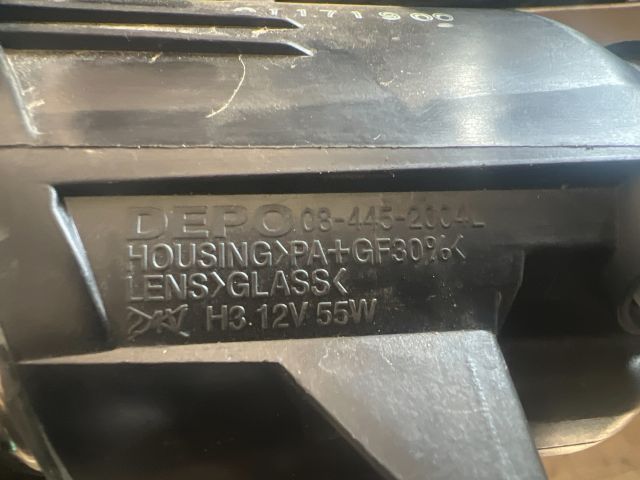 DEPO 08-445-2004L
HOUSING>PA+GF30%<
LENS>GLASS<
H3 12V 55W